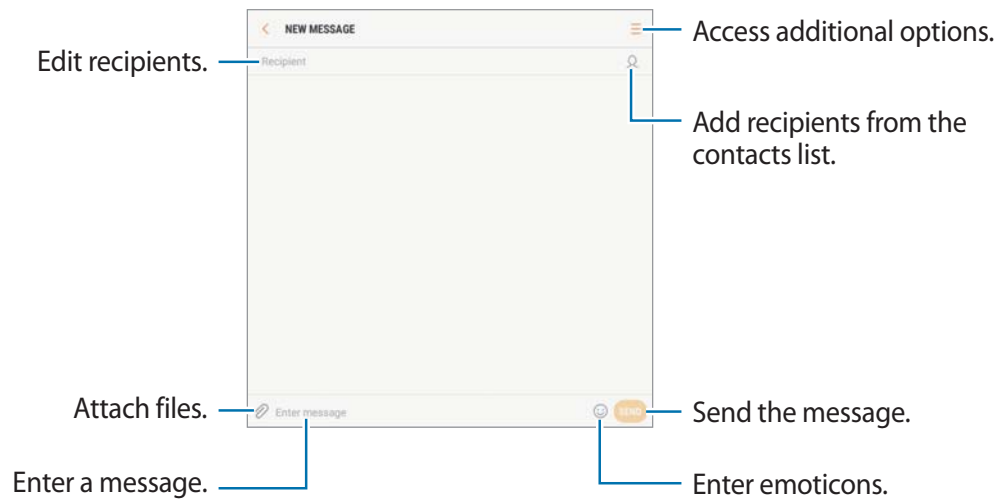 NEW MESSAGE
Access additional options.
Edit recipients.
Recipient
Add recipients from the
contacts list.
Attach files.
Enter message
SEND
Send the message.
Enter a message.
Enter emoticons.